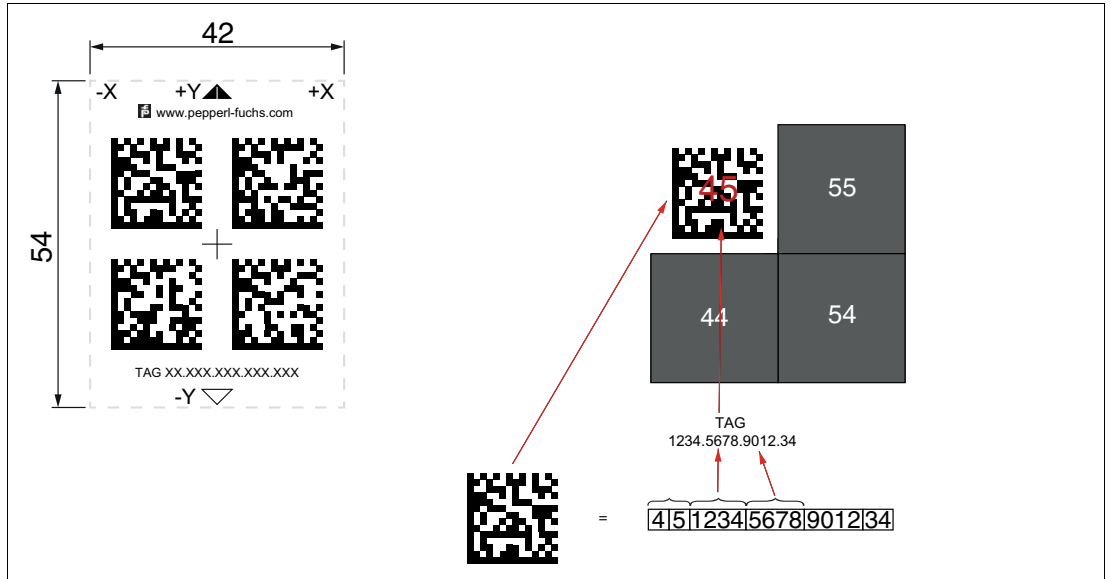 42
54
-X +Y +X
www.pepperl-fuchs.com
TAG XX.XXX.XXX.XXX.XXX
-Y
45 55
44 54
TAG
1234.5678.9012.34
= 4 5 1234 5678 9012 34